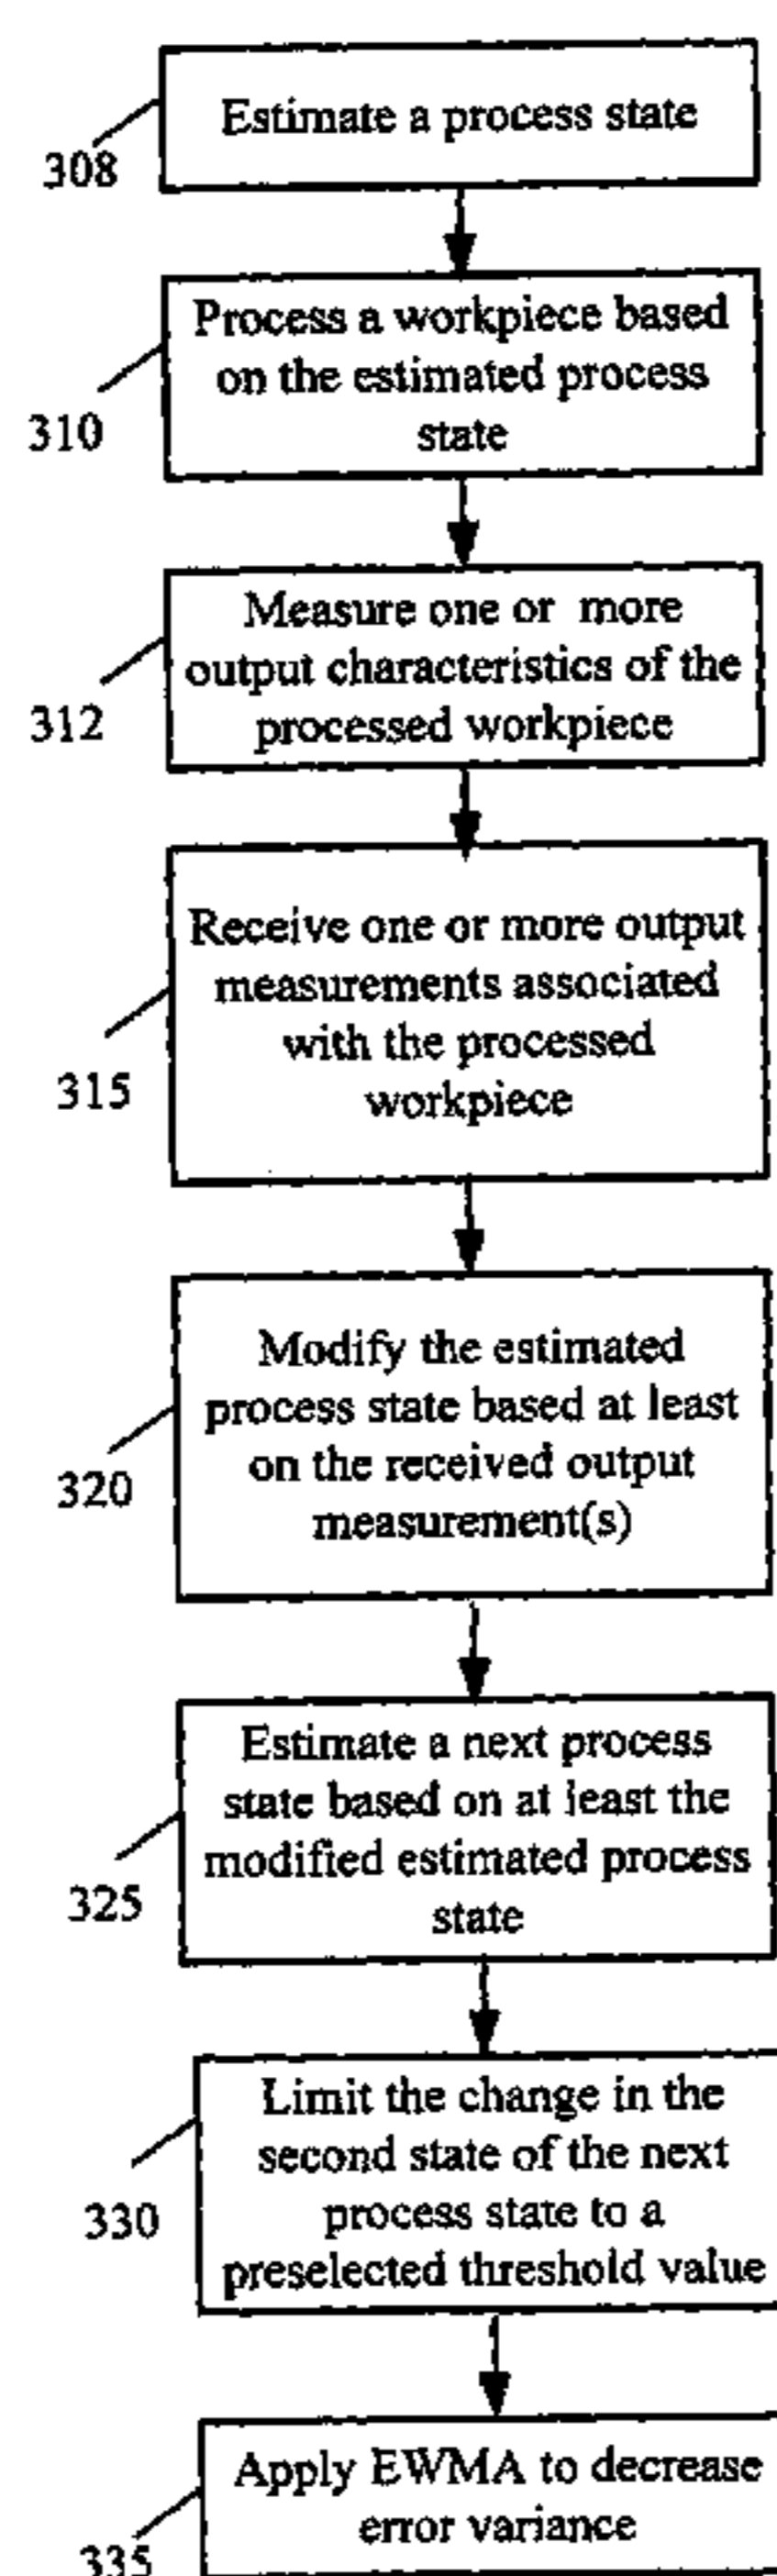 Estimate a process state
308
Process a workpiece based
on the estimated process
state
310
Measure one or more
output characteristics of the
processed workpiece
312
Receive one or more output
measurements associated
with the processed
workpiece
315
Modify the estimated
process state based at least
on the received output
measurement(s)
320
Estimate a next process
state based on at least the
modified estimated process
state
325
Limit the change in the
second state of the next
process state to a
preselected threshold value
330
Apply EWMA to decrease
error variance
335